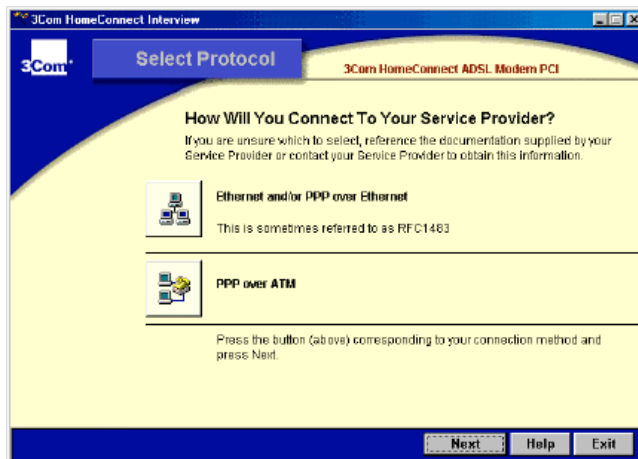 3Com HomeConnect Interview
3Com
Select Protocol
3Com HomeConnect ADSL Modem PCI
How Will You Connect To Your Service Provider?
If you are unsure which to select, reference the documentation supplied by your
Service Provider or contact your Service Provider to obtain this information.
Ethernet and/or PPP over Ethernet
This is sometimes referred to as RFC1483
PPP over ATM
Press the button (above) corresponding to your connection method and
press Next.
Next
Help
Exit